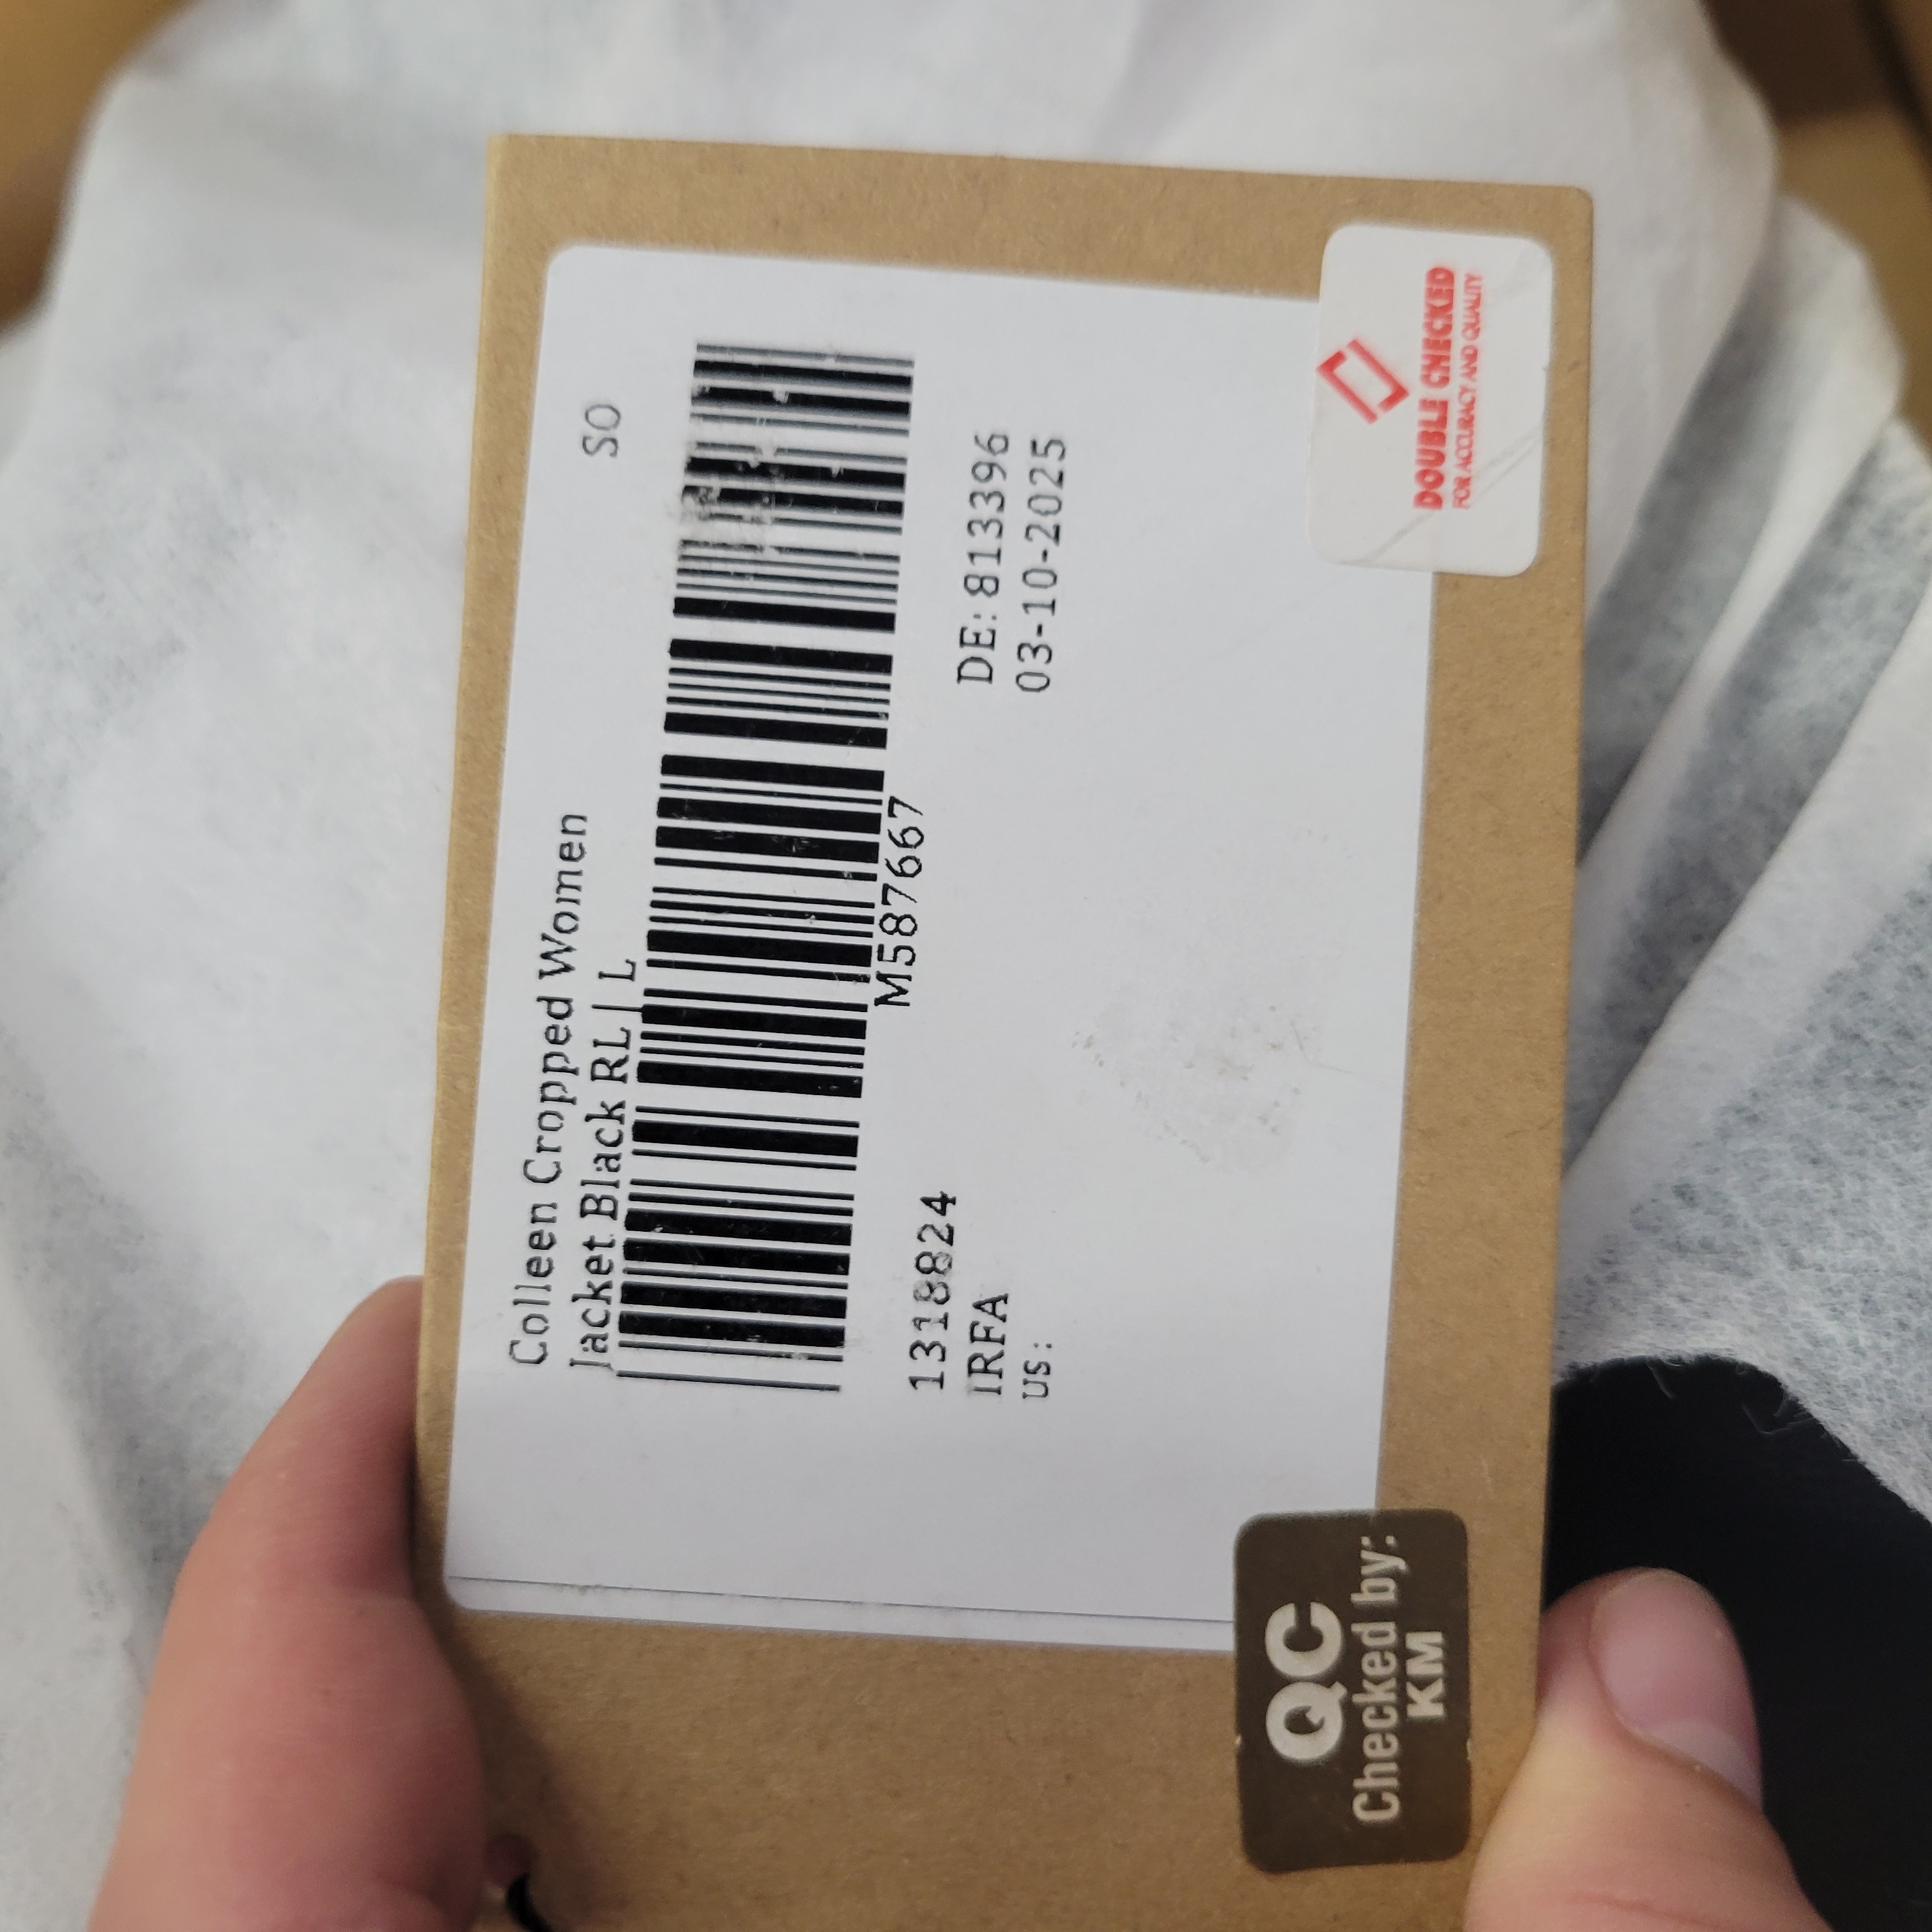 Colleen Cropped Women
Jacket Black RL | L
SO
M587667
1318824
IRFA
US:
DE: 813396
03-10-2025
DOUBLE CHECKED
FOR ACCURACY AND QUALITY
QC
Checked by:
KM